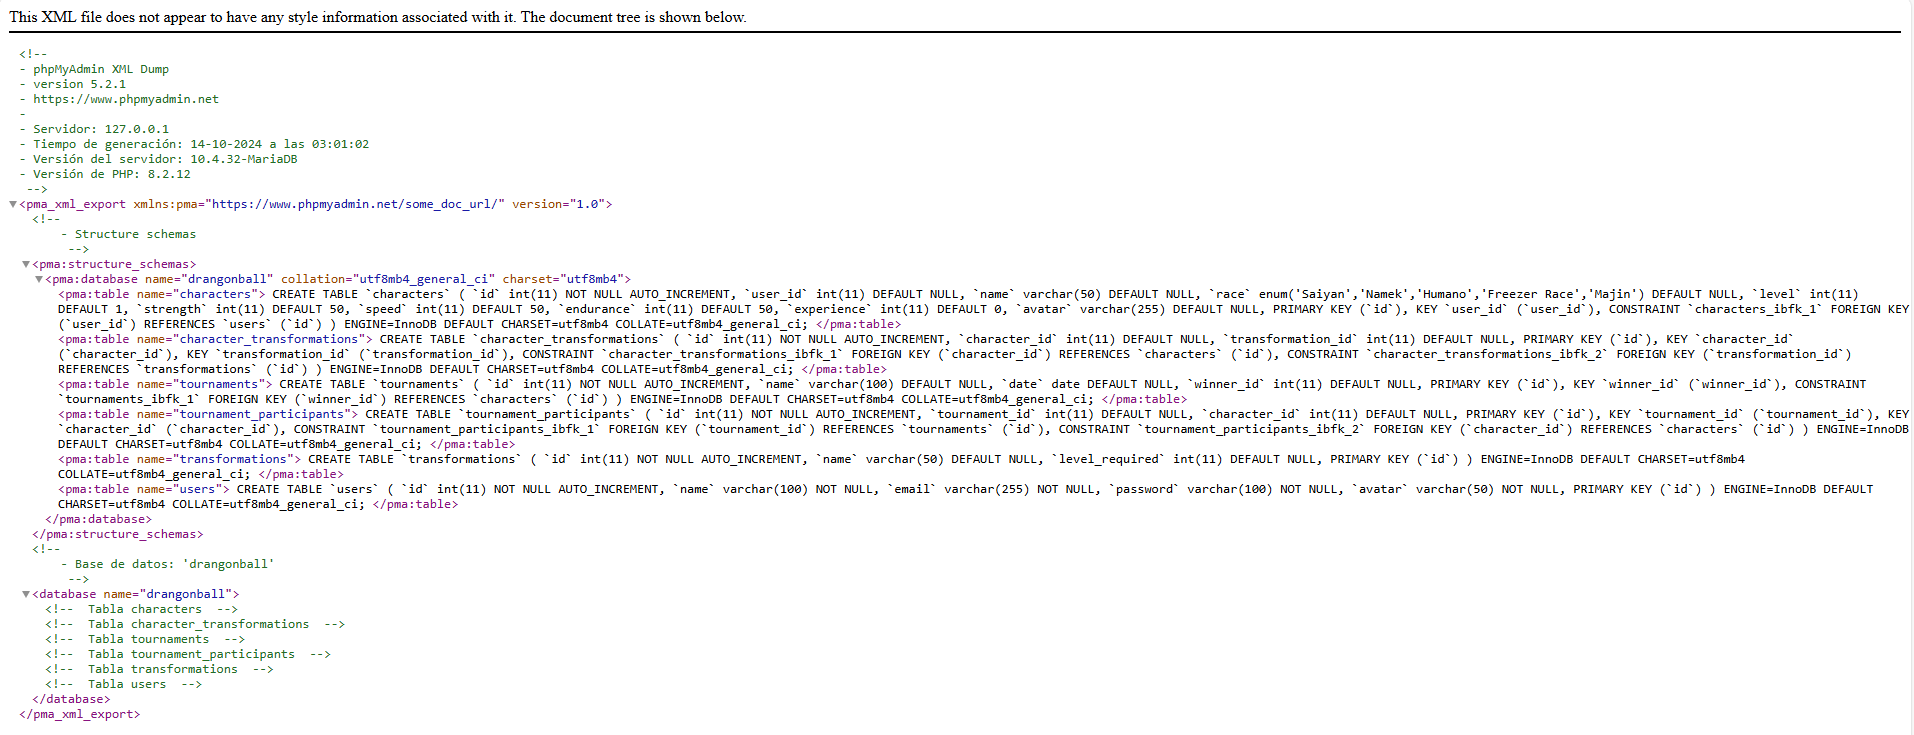 This XML file does not appear to have any style information associated with it. The document tree is shown below.
<!--
- phpMyAdmin XML Dump
- version 5.2.1
- https://www.phpmyadmin.net
-
- Servidor: 127.0.0.1
- Tiempo de generación: 14-10-2024 a las 03:01:02
- Versión del servidor: 10.4.32-MariaDB
- Versión de PHP: 8.2.12
-->
<pma_xml_export xmlns:pma="https://www.phpmyadmin.net/some_doc_url/" version="1.0">
<!--
- Structure schemas
-->
<pma:structure_schemas>
<pma:database name="drangonball" collation="utf8mb4_general_ci" charset="utf8mb4">
<pma:table name="characters"> CREATE TABLE `characters` ( `id` int(11) NOT NULL AUTO_INCREMENT, `user_id` int(11) DEFAULT NULL, `name` varchar(50) DEFAULT NULL, `race` enum('Saiyan','Namek','Humano','Freezer Race','Majin') DEFAULT NULL, `level` int(11)
DEFAULT 1, `strength` int(11) DEFAULT 50, `speed` int(11) DEFAULT 50, `endurance` int(11) DEFAULT 50, `experience` int(11) DEFAULT 0, `avatar` varchar(255) DEFAULT NULL, PRIMARY KEY (`id`), KEY `user_id` (`user_id`), CONSTRAINT `characters_ibfk_1` FOREIGN KEY
(`user_id`) REFERENCES `users` (`id`) ) ENGINE=InnoDB DEFAULT CHARSET=utf8mb4 COLLATE=utf8mb4_general_ci; </pma:table>
<pma:table name="character_transformations"> CREATE TABLE `character_transformations` ( `id` int(11) NOT NULL AUTO_INCREMENT, `character_id` int(11) DEFAULT NULL, `transformation_id` int(11) DEFAULT NULL, PRIMARY KEY (`id`), KEY `character_id`
(`character_id`), KEY `transformation_id` (`transformation_id`), CONSTRAINT `character_transformations_ibfk_1` FOREIGN KEY (`character_id`) REFERENCES `characters` (`id`), CONSTRAINT `character_transformations_ibfk_2` FOREIGN KEY (`transformation_id`)
REFERENCES `transformations` (`id`) ) ENGINE=InnoDB DEFAULT CHARSET=utf8mb4 COLLATE=utf8mb4_general_ci; </pma:table>
<pma:table name="tournaments"> CREATE TABLE `tournaments` ( `id` int(11) NOT NULL AUTO_INCREMENT, `name` varchar(100) DEFAULT NULL, `date` date DEFAULT NULL, `winner_id` int(11) DEFAULT NULL, PRIMARY KEY (`id`), KEY `winner_id` (`winner_id`), CONSTRAINT
`tournaments_ibfk_1` FOREIGN KEY (`winner_id`) REFERENCES `characters` (`id`) ) ENGINE=InnoDB DEFAULT CHARSET=utf8mb4 COLLATE=utf8mb4_general_ci; </pma:table>
<pma:table name="tournament_participants"> CREATE TABLE `tournament_participants` ( `id` int(11) NOT NULL AUTO_INCREMENT, `tournament_id` int(11) DEFAULT NULL, `character_id` int(11) DEFAULT NULL, PRIMARY KEY (`id`), KEY `tournament_id` (`tournament_id`), KEY
`character_id` (`character_id`), CONSTRAINT `tournament_participants_ibfk_1` FOREIGN KEY (`tournament_id`) REFERENCES `tournaments` (`id`), CONSTRAINT `tournament_participants_ibfk_2` FOREIGN KEY (`character_id`) REFERENCES `characters` (`id`) ) ENGINE=InnoDB
DEFAULT CHARSET=utf8mb4 COLLATE=utf8mb4_general_ci; </pma:table>
<pma:table name="transformations"> CREATE TABLE `transformations` ( `id` int(11) NOT NULL AUTO_INCREMENT, `name` varchar(50) DEFAULT NULL, `level_required` int(11) DEFAULT NULL, PRIMARY KEY (`id`) ) ENGINE=InnoDB DEFAULT CHARSET=utf8mb4
COLLATE=utf8mb4_general_ci; </pma:table>
<pma:table name="users"> CREATE TABLE `users` ( `id` int(11) NOT NULL AUTO_INCREMENT, `name` varchar(100) NOT NULL, `email` varchar(255) NOT NULL, `password` varchar(100) NOT NULL, `avatar` varchar(50) NOT NULL, PRIMARY KEY (`id`) ) ENGINE=InnoDB DEFAULT
CHARSET=utf8mb4 COLLATE=utf8mb4_general_ci; </pma:table>
</pma:database>
</pma:structure_schemas>
<!--
- Base de datos: 'drangonball'
-->
<database name="drangonball">
<!-- Tabla characters -->
<!-- Tabla character_transformations -->
<!-- Tabla tournaments -->
<!-- Tabla tournament_participants -->
<!-- Tabla transformations -->
<!-- Tabla users -->
</database>
</pma_xml_export>